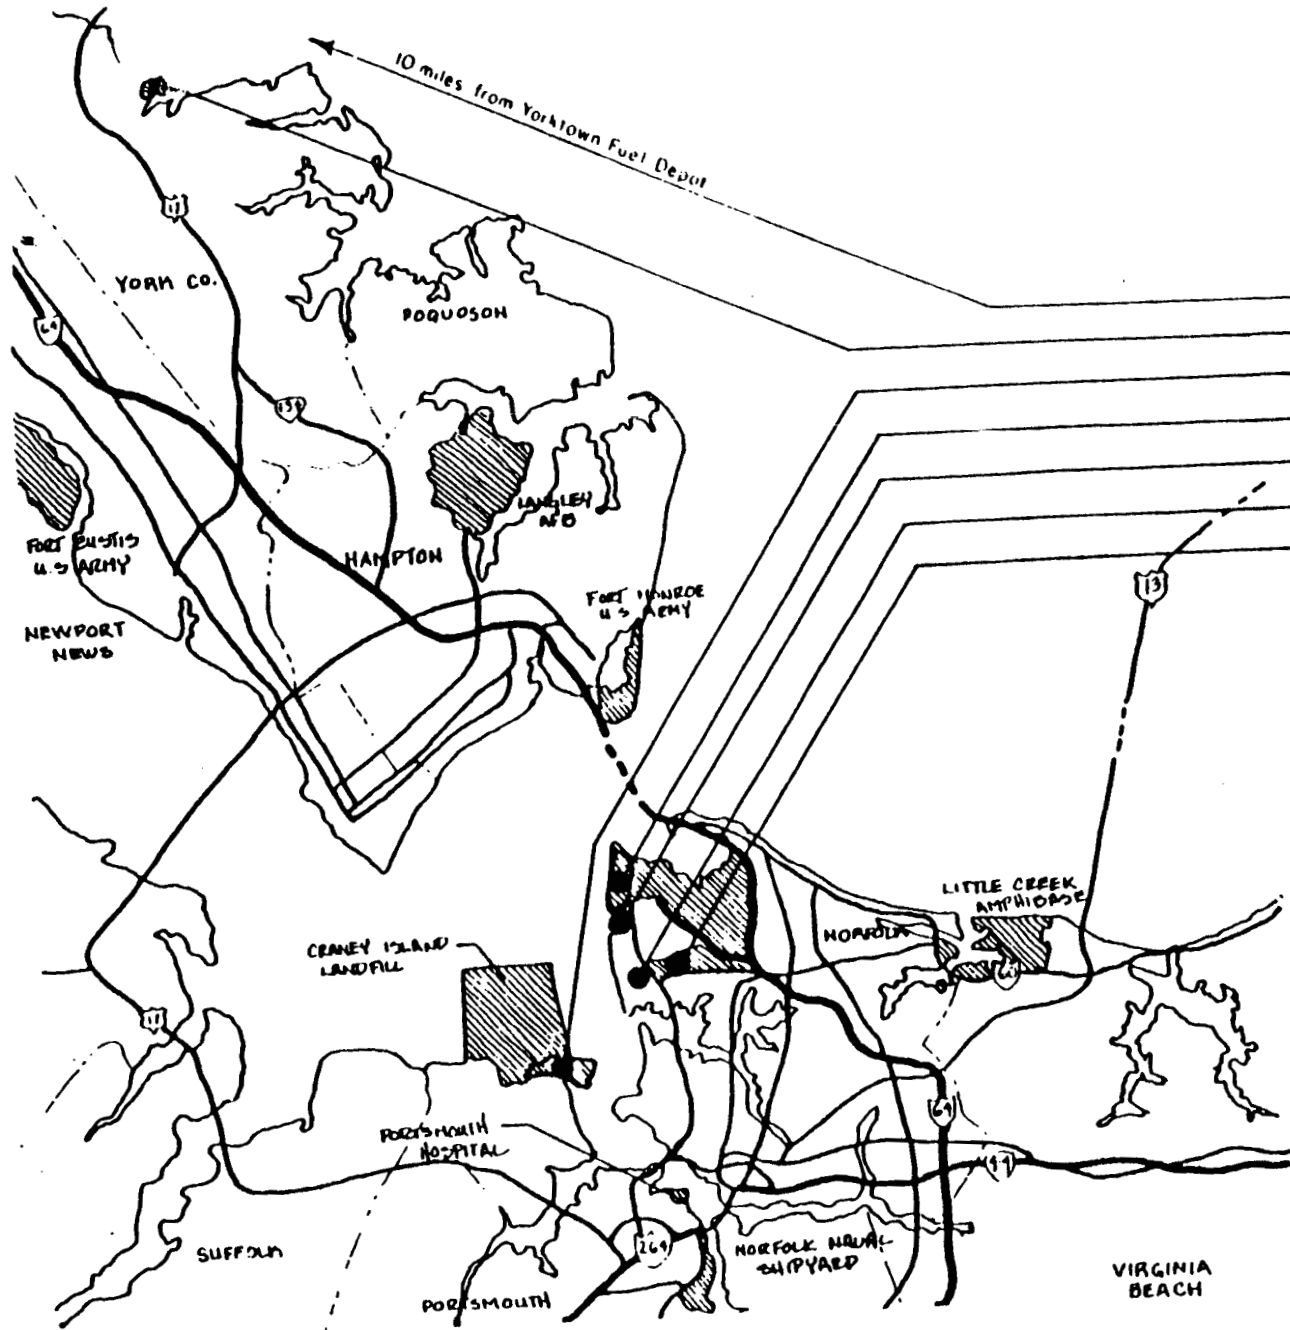 10 miles from Yorktown Fuel Depot
17
YORK CO.
64
POQUOSON
134
LANGLEY
AFB
FORT EUSTIS
U.S ARMY
HAMPTON
13
FORT MONROE
U.S ARMY
NEWPORT
NEWS
LITTLE CREEK
AMPHIBASE
NORFOLK
CRANEY ISLAND
LANDFILL
60
17
64
PORTSMOUTH
HOSPITAL
44
264
NORFOLK NAVAL
SHIPYARD
SUFFOLK
PORTSMOUTH
VIRGINIA
BEACH